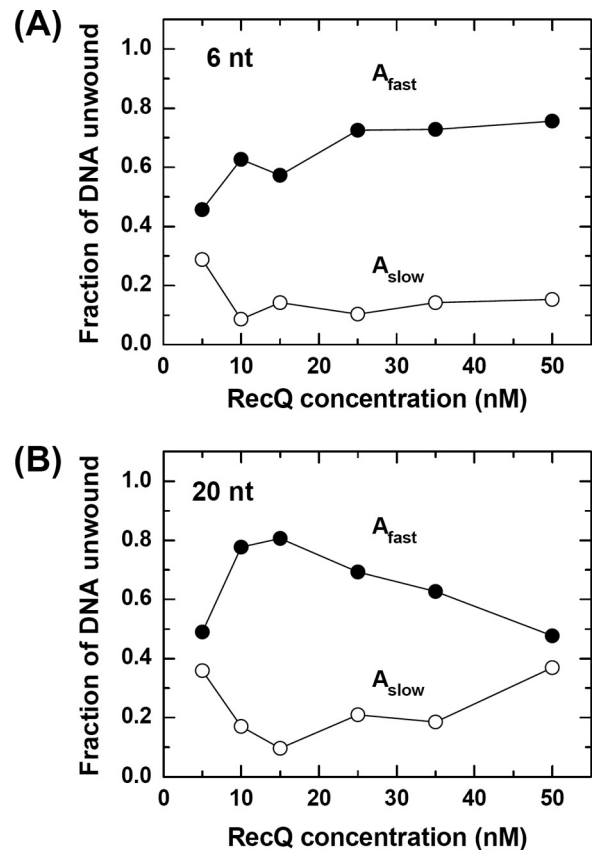 (A)
6 nt
A_fast
A_slow
Fraction of DNA unwound
1.0
0.8
0.6
0.4
0.2
0.0
0 10 20 30 40 50
RecQ concentration (nM)
(B)
20 nt
A_fast
A_slow
Fraction of DNA unwound
1.0
0.8
0.6
0.4
0.2
0.0
0 10 20 30 40 50
RecQ concentration (nM)